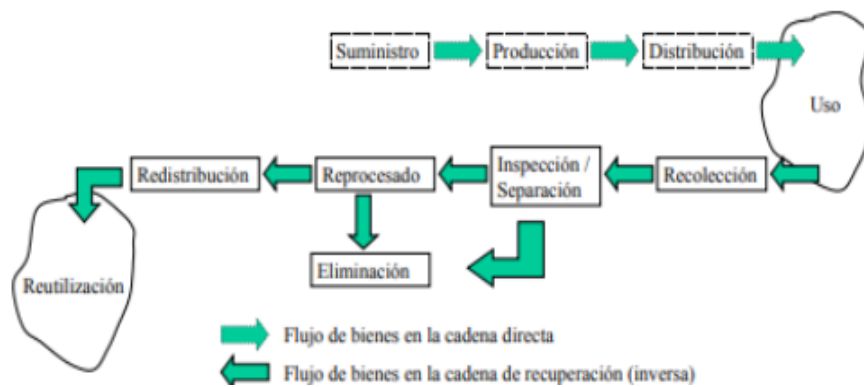 Suministro
Producción
Distribución
Uso
Redistribución
Reprocesado
Inspección /
Separación
Recolección
Eliminación
Reutilización
Flujo de bienes en la cadena directa
Flujo de bienes en la cadena de recuperación (inversa)